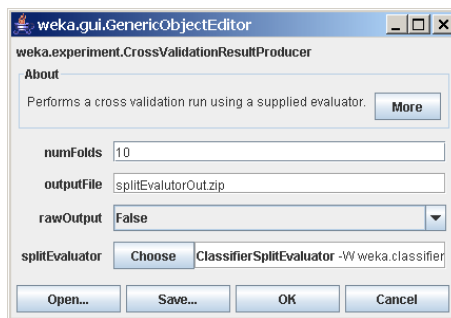 weka.gui.GenericObjectEditor
weka.experiment.CrossValidationResultProducer
About
Performs a cross validation run using a supplied evaluator.
More
numFolds 10
outputFile splitEvalutorOut.zip
rawOutput False
splitEvaluator Choose ClassifierSplitEvaluator -W weka.classifier
Open... Save... OK Cancel